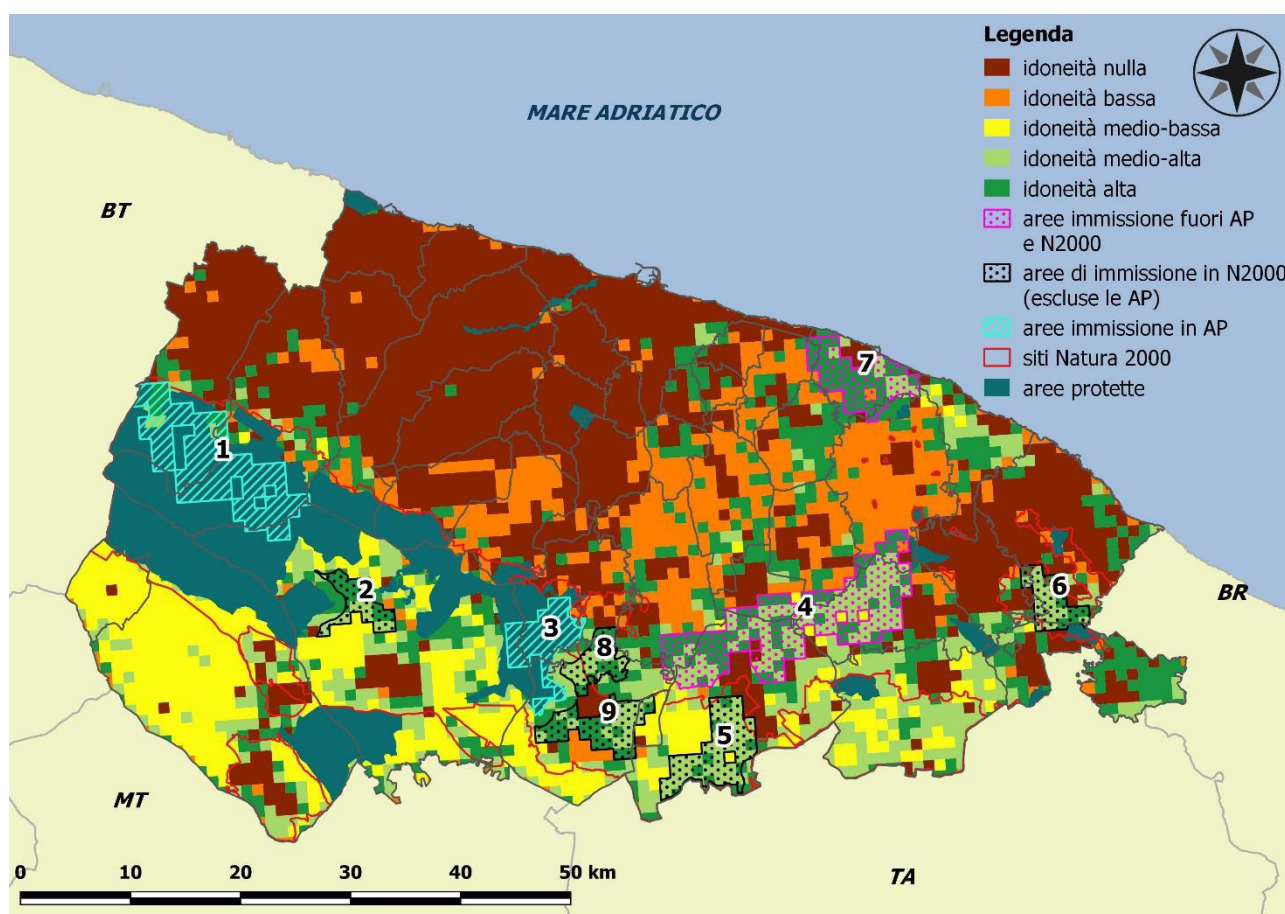 Legenda
idoneità nulla
idoneità bassa
idoneità medio-bassa
idoneità medio-alta
idoneità alta
aree immissione fuori AP
e N2000
aree di immissione in N2000
(escluse le AP)
aree immissione in AP
siti Natura 2000
aree protette
MARE ADRIATICO
BT
7
1
2
6
BR
3
4
8
9
5
MT
TA
0 10 20 30 40 50 km